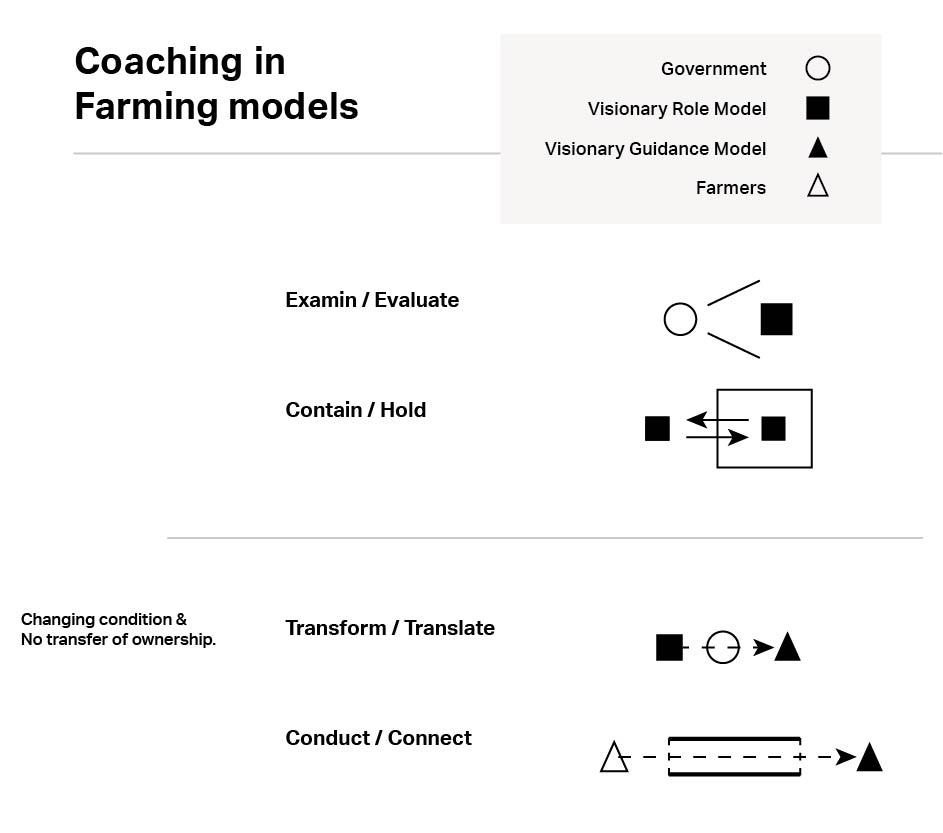 Coaching in
Farming models
Government
Visionary Role Model
Visionary Guidance Model
Farmers
Examin / Evaluate
Contain / Hold
Changing condition &
No transfer of ownership.
Transform / Translate
Conduct / Connect